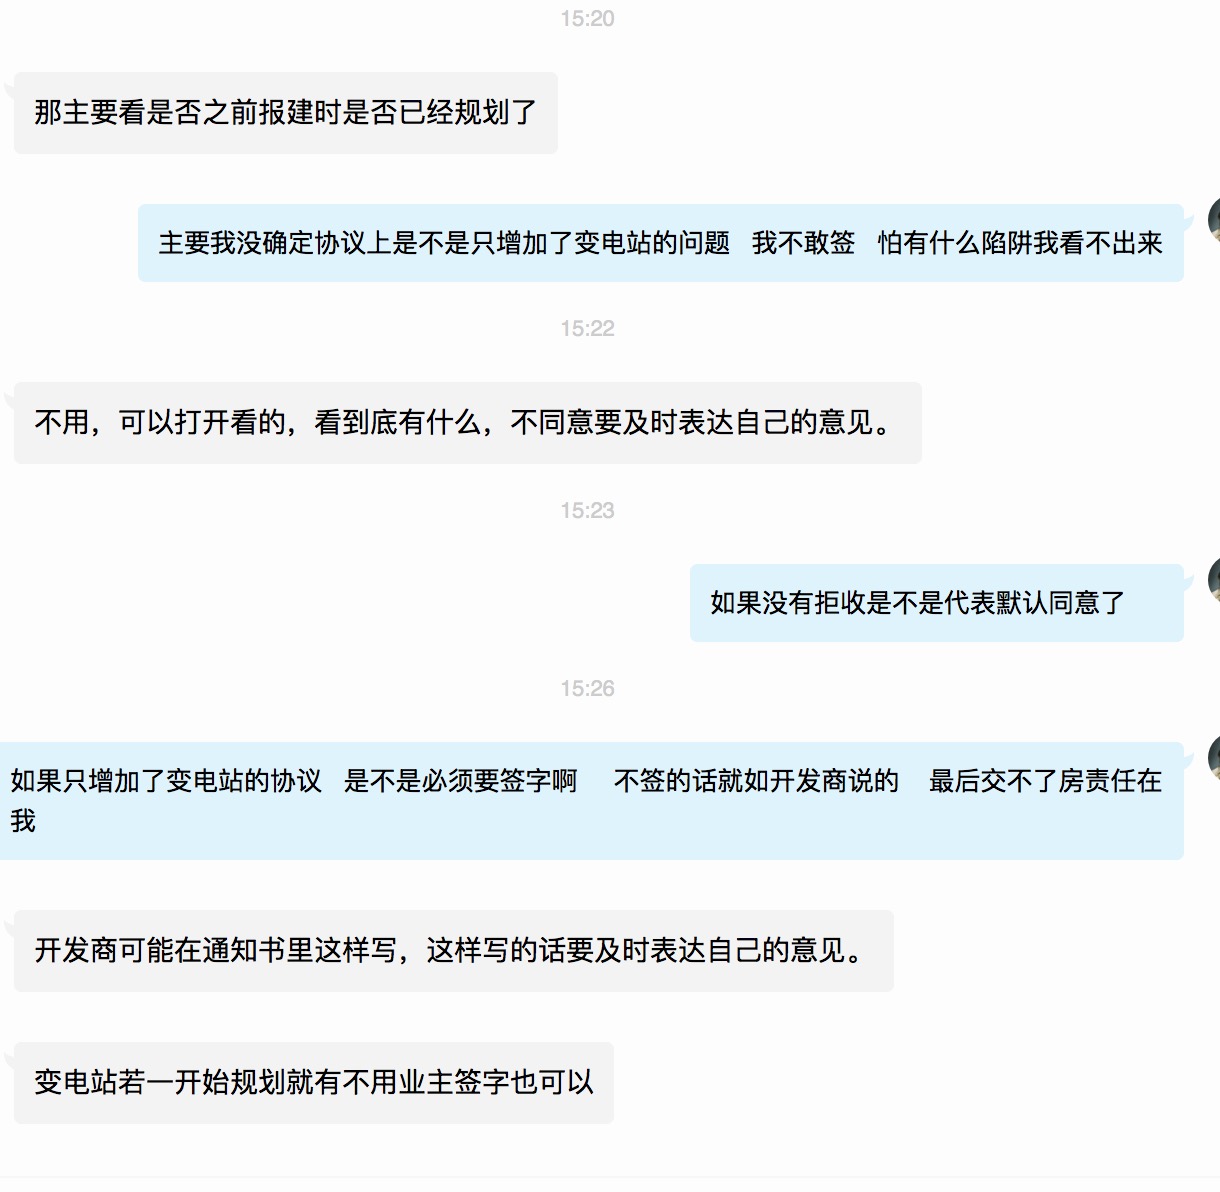 15:20
那主要看是否之前报建时是否已经规划了
主要我没确定协议上是不是只增加了变电站的问题   我不敢签   怕有什么陷阱我看不出来
15:22
不用，可以打开看的，看到底有什么，不同意要及时表达自己的意见。
15:23
如果没有拒收是不是代表默认同意了
15:26
如果只增加了变电站的协议   是不是必须要签字啊     不签的话就如开发商说的    最后交不了房责任在
我
开发商可能在通知书里这样写，这样写的话要及时表达自己的意见。
变电站若一开始规划就有不用业主签字也可以